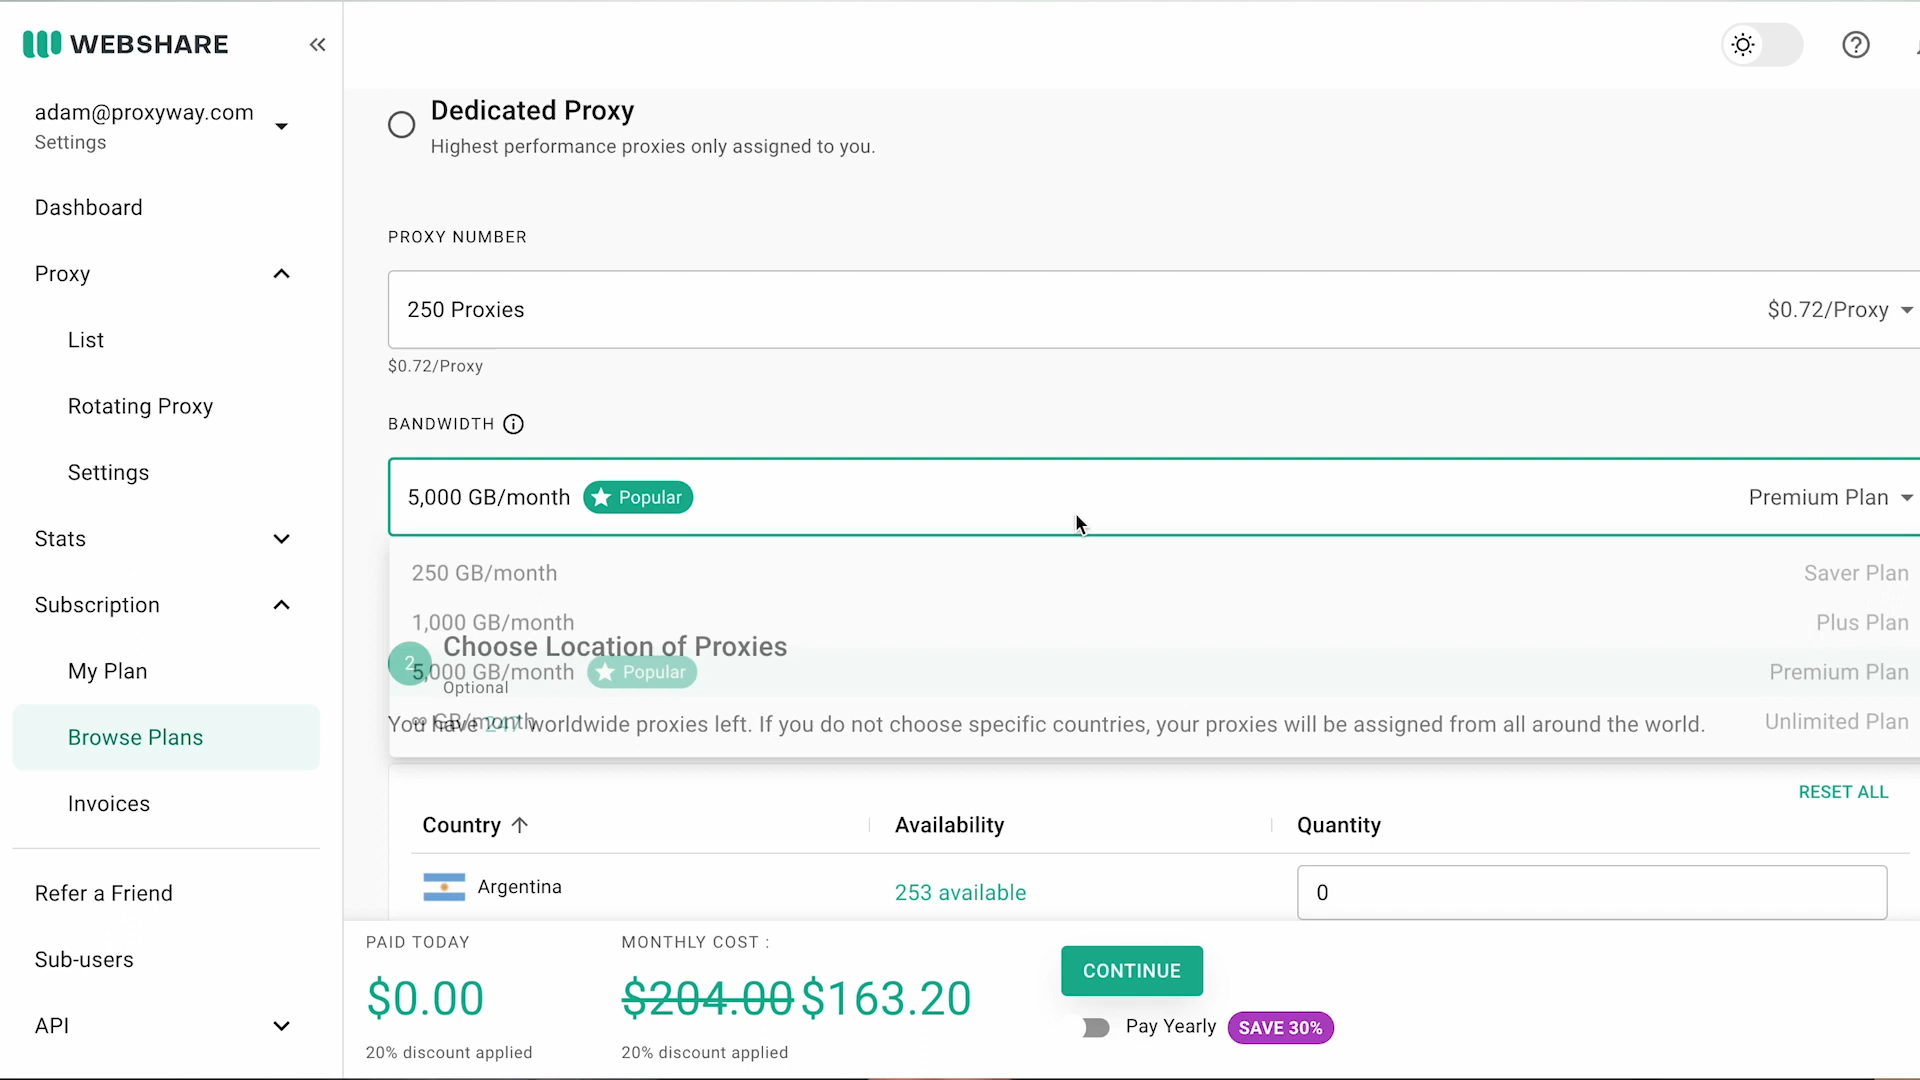 WEBSHARE
adam@proxyway.com
Settings
Dashboard
Proxy
List
Rotating Proxy
Settings
Stats
Subscription
My Plan
Browse Plans
Invoices
Refer a Friend
Sub-users
API
Dedicated Proxy
Highest performance proxies only assigned to you.
PROXY NUMBER
250 Proxies $0.72/Proxy
$0.72/Proxy
BANDWIDTH
5,000 GB/month Popular Premium Plan
250 GB/month Saver Plan
1,000 GB/month Plus Plan
2 Choose Location of Proxies
5,000 GB/month Popular Premium Plan
Optional
∞ GB/month Unlimited Plan
You have 247 worldwide proxies left. If you do not choose specific countries, your proxies will be assigned from all around the world.
RESET ALL
Country Availability Quantity
Argentina 253 available 0
PAID TODAY
$0.00
20% discount applied
MONTHLY COST :
$204.00 $163.20
20% discount applied
CONTINUE
Pay Yearly SAVE 30%